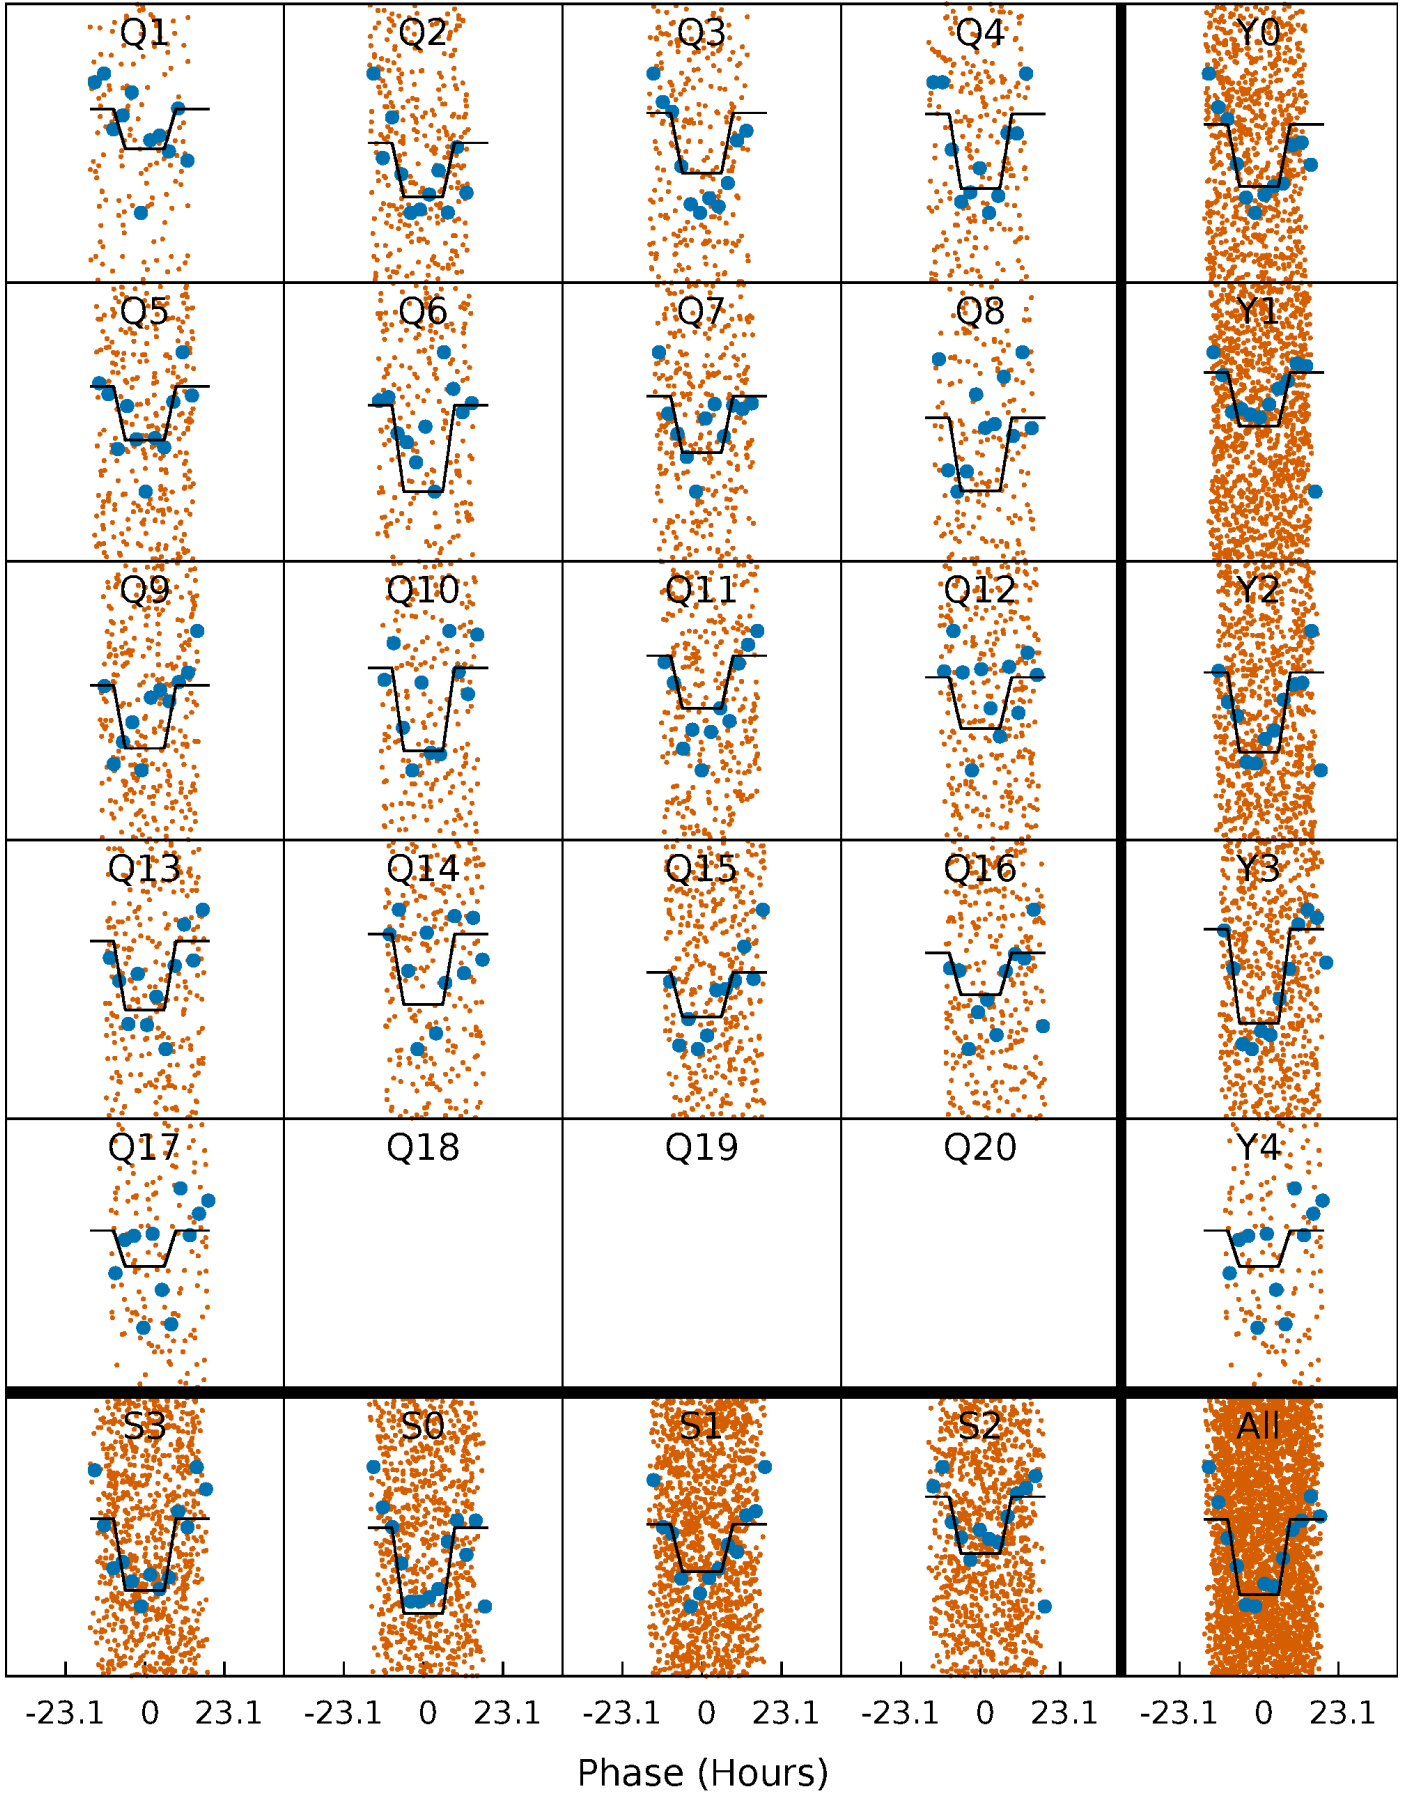 Q1 Q2 Q3 Q4 Y0
Q5 Q6 Q7 Q8 Y1
Q9 Q10 Q11 Q12 Y2
Q13 Q14 Q15 Q16 Y3
Q17 Q18 Q19 Q20 Y4
S3 S0 S1 S2 All
-23.1 0 23.1 -23.1 0 23.1 -23.1 0 23.1 -23.1 0 23.1 -23.1 0 23.1
Phase (Hours)